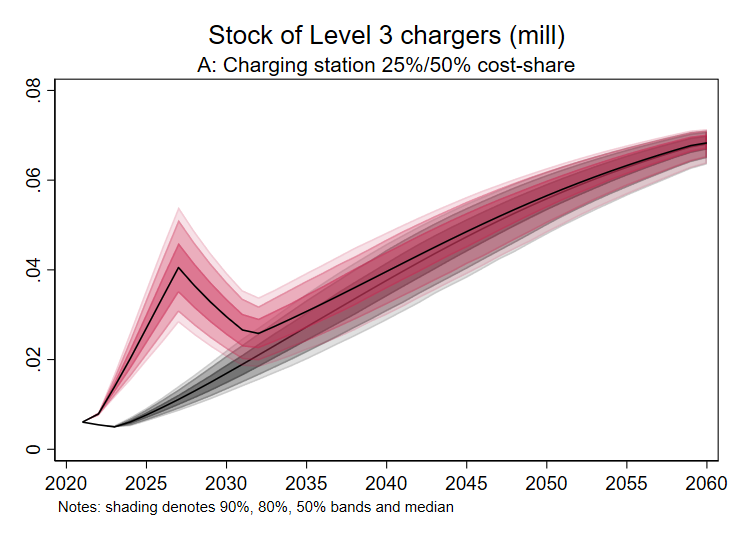 Stock of Level 3 chargers (mill)
A: Charging station 25%/50% cost-share
.08
.06
.04
.02
0
2020 2025 2030 2035 2040 2045 2050 2055 2060
Notes: shading denotes 90%, 80%, 50% bands and median